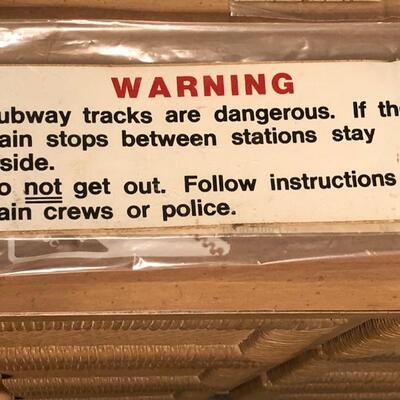 WARNING
ubway tracks are dangerous. If th
ain stops between stations stay
side.
o not get out. Follow instructions
ain crews or police.